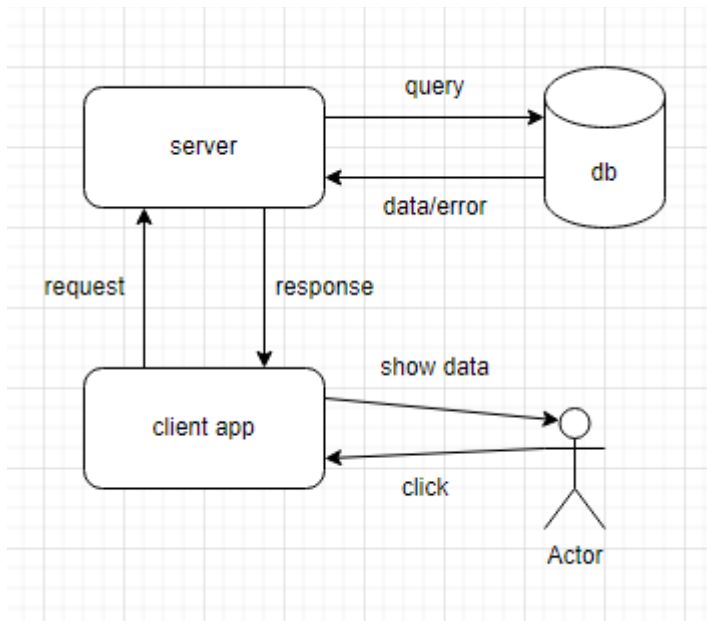 query
server
db
data/error
request
response
show data
client app
click
Actor